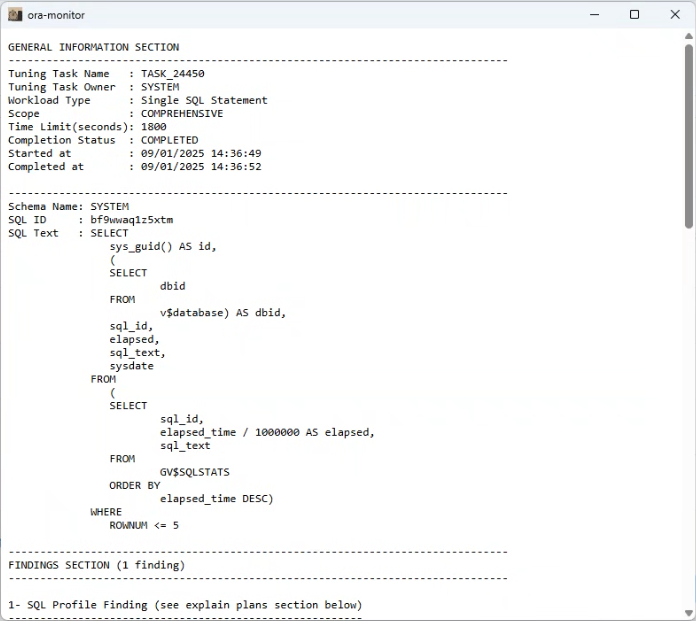 ora-monitor
GENERAL INFORMATION SECTION
-------------------------------------------------------------------------------
Tuning Task Name   : TASK_24450
Tuning Task Owner  : SYSTEM
Workload Type      : Single SQL Statement
Scope              : COMPREHENSIVE
Time Limit(seconds): 1800
Completion Status  : COMPLETED
Started at         : 09/01/2025 14:36:49
Completed at       : 09/01/2025 14:36:52
-------------------------------------------------------------------------------
Schema Name: SYSTEM
SQL ID     : bf9wwaq1z5xtm
SQL Text   : SELECT
                sys_guid() AS id,
                (
                SELECT
                        dbid
                FROM
                        v$database) AS dbid,
                sql_id,
                elapsed,
                sql_text,
                sysdate
             FROM
                (
                SELECT
                        sql_id,
                        elapsed_time / 1000000 AS elapsed,
                        sql_text
                FROM
                        GV$SQLSTATS
                ORDER BY
                        elapsed_time DESC)
             WHERE
                ROWNUM <= 5
-------------------------------------------------------------------------------
FINDINGS SECTION (1 finding)
-------------------------------------------------------------------------------
1- SQL Profile Finding (see explain plans section below)
--------------------------------------------------------